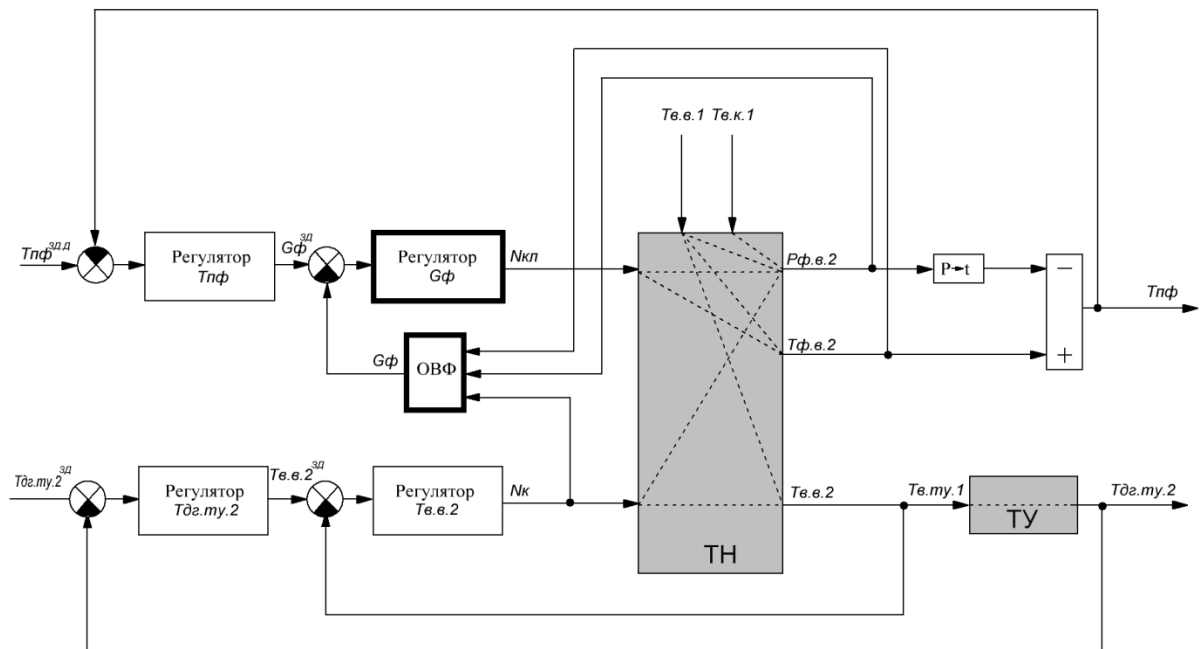 Тв.в.1 Тв.к.1
Тпф зд.д
Регулятор
Тпф
Gф зд
Регулятор
Gф
Nкп
Рф.в.2
P→t
−
Тпф
Gф
ОВФ
Тф.в.2
+
Тдг.ту.2 зд
Регулятор
Тдг.ту.2
Тв.в.2 зд
Регулятор
Тв.в.2
Nк
ТН
Тв.в.2
Тв.ту.1
ТУ
Тдг.ту.2